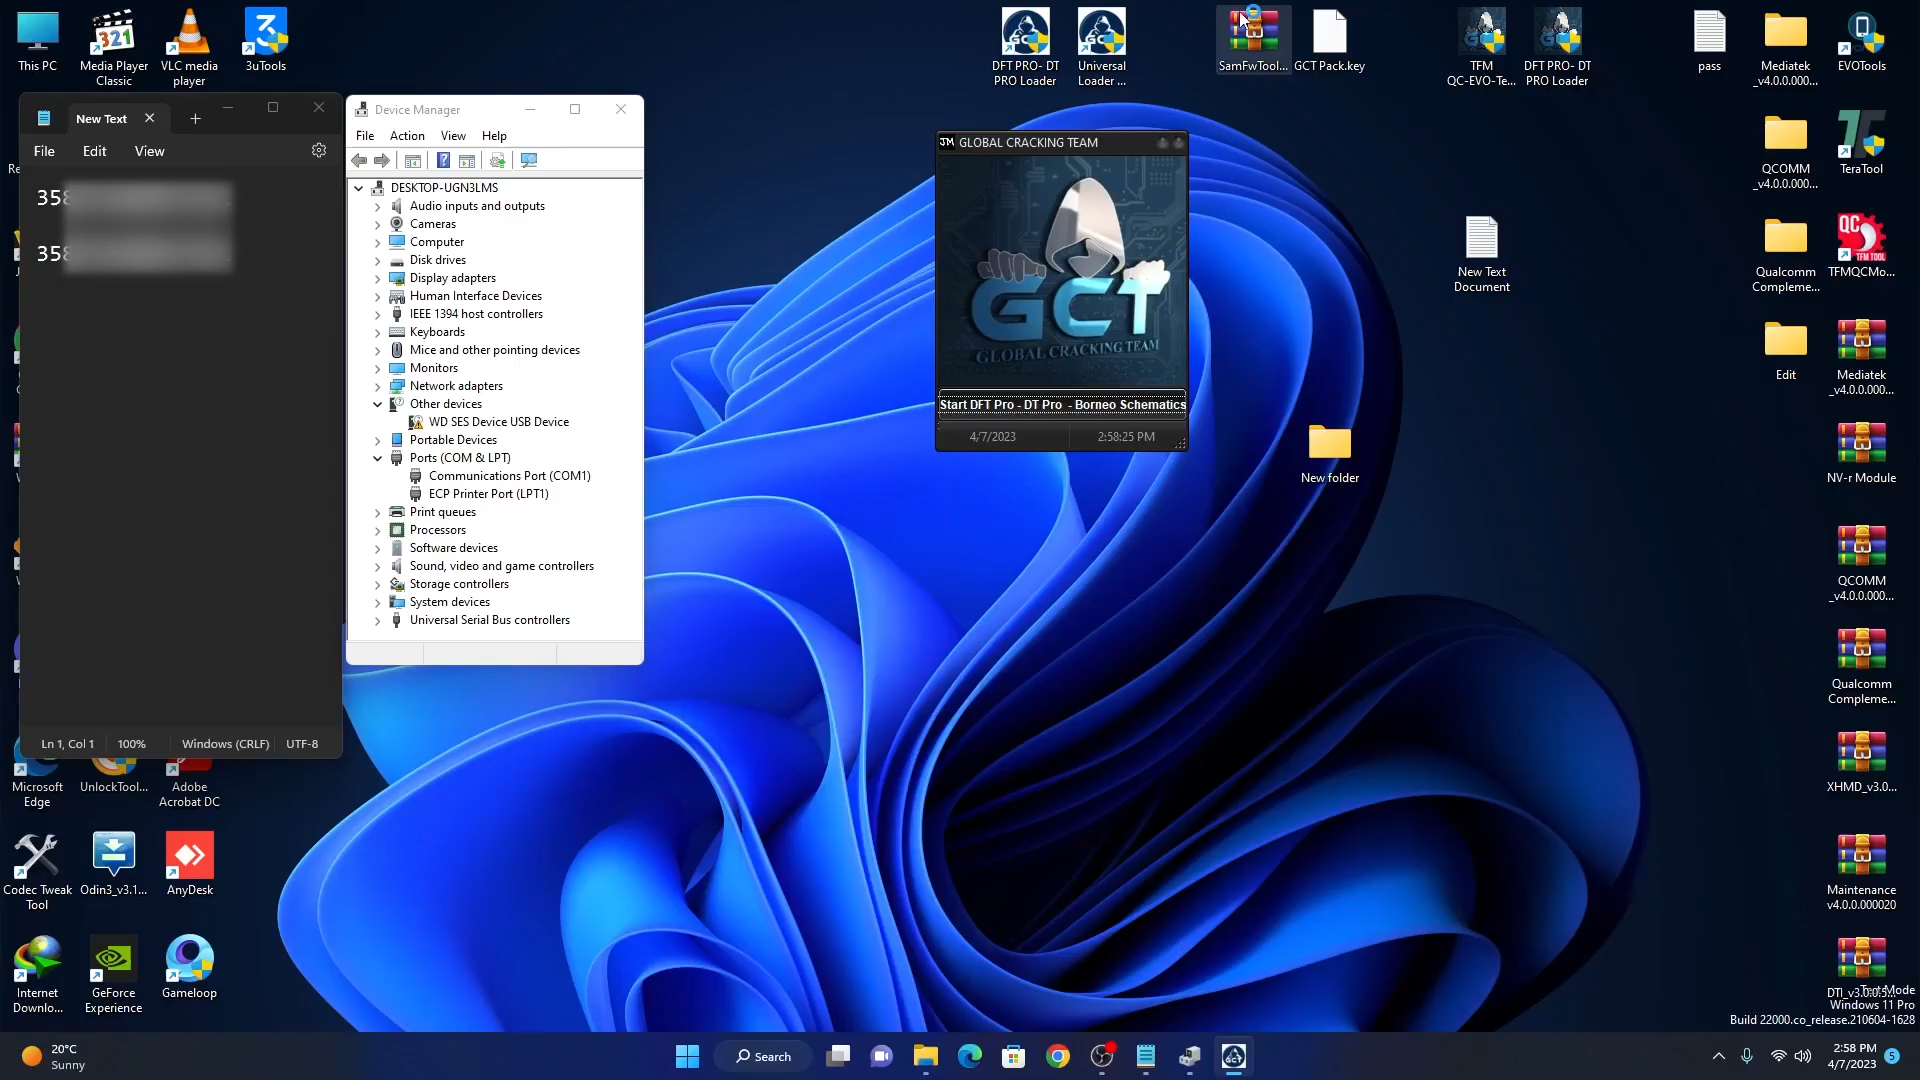 This PC
Media Player
Classic
VLC media
player
3uTools
DFT PRO- DT
PRO Loader
Universal
Loader ...
SamFwTool...
GCT Pack.key
TFM
QC-EVO-Te...
DFT PRO- DT
PRO Loader
pass
Mediatek
_v4.0.0.000...
EVOTools
New Text
File
Edit
View
358
358
Ln 1, Col 1
100%
Windows (CRLF)
UTF-8
Device Manager
File
Action
View
Help
DESKTOP-UGN3LMS
Audio inputs and outputs
Cameras
Computer
Disk drives
Display adapters
Human Interface Devices
IEEE 1394 host controllers
Keyboards
Mice and other pointing devices
Monitors
Network adapters
Other devices
WD SES Device USB Device
Portable Devices
Ports (COM & LPT)
Communications Port (COM1)
ECP Printer Port (LPT1)
Print queues
Processors
Software devices
Sound, video and game controllers
Storage controllers
System devices
Universal Serial Bus controllers
JM GLOBAL CRACKING TEAM
GCT
GLOBAL CRACKING TEAM
Start DFT Pro - DT Pro - Borneo Schematics
4/7/2023
2:58:25 PM
QCOMM
_v4.0.0.000...
TeraTool
New Text
Document
Qualcomm
Compleme...
TFMQCMo...
Edit
Mediatek
_v4.0.0.000...
New folder
NV-r Module
QCOMM
_v4.0.0.000...
Qualcomm
Compleme...
XHMD_v3.0...
Maintenance
v4.0.0.000020
Microsoft
Edge
UnlockTool...
Adobe
Acrobat DC
Codec Tweak
Tool
Odin3_v3.1...
AnyDesk
Internet
Downlo...
GeForce
Experience
Gameloop
DTI_v3.0.0.5...
Test Mode
Windows 11 Pro
Build 22000.co_release.210604-1628
20°C
Sunny
Search
2:58 PM
4/7/2023
5